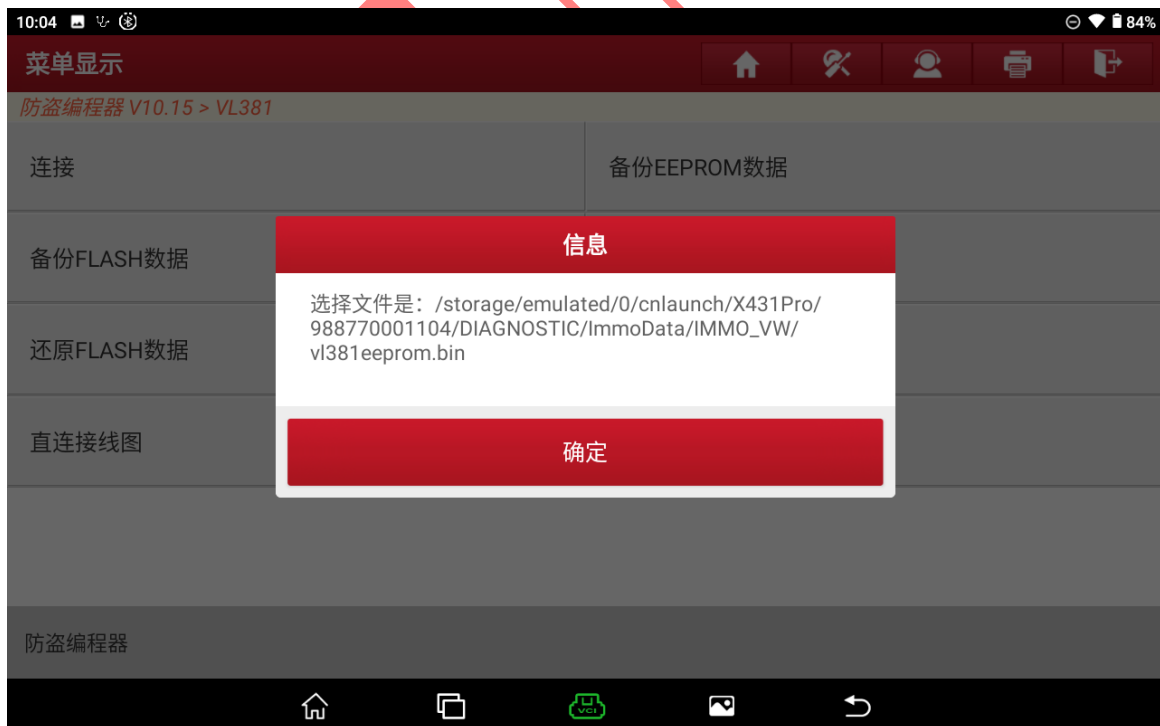 10:04
84%
菜单显示
防盗编程器 V10.15 > VL381
连接
备份EEPROM数据
备份FLASH数据
还原FLASH数据
直连接线图
信息
选择文件是：/storage/emulated/0/cnlaunch/X431Pro/
988770001104/DIAGNOSTIC/ImmoData/IMMO_VW/
vl381eeprom.bin
确定
防盗编程器
VCI